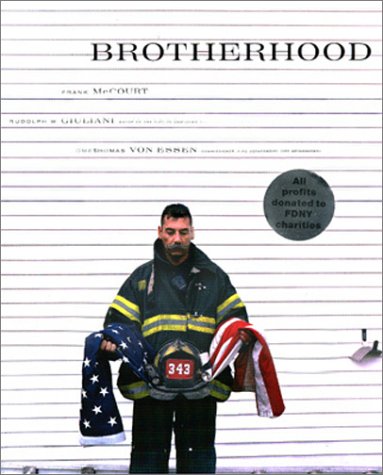 BROTHERHOOD
FRANK McCOURT
RUDOLPH W. GIULIANI
THOMAS VON ESSEN
All
profits
donated to
FDNY
charities
343